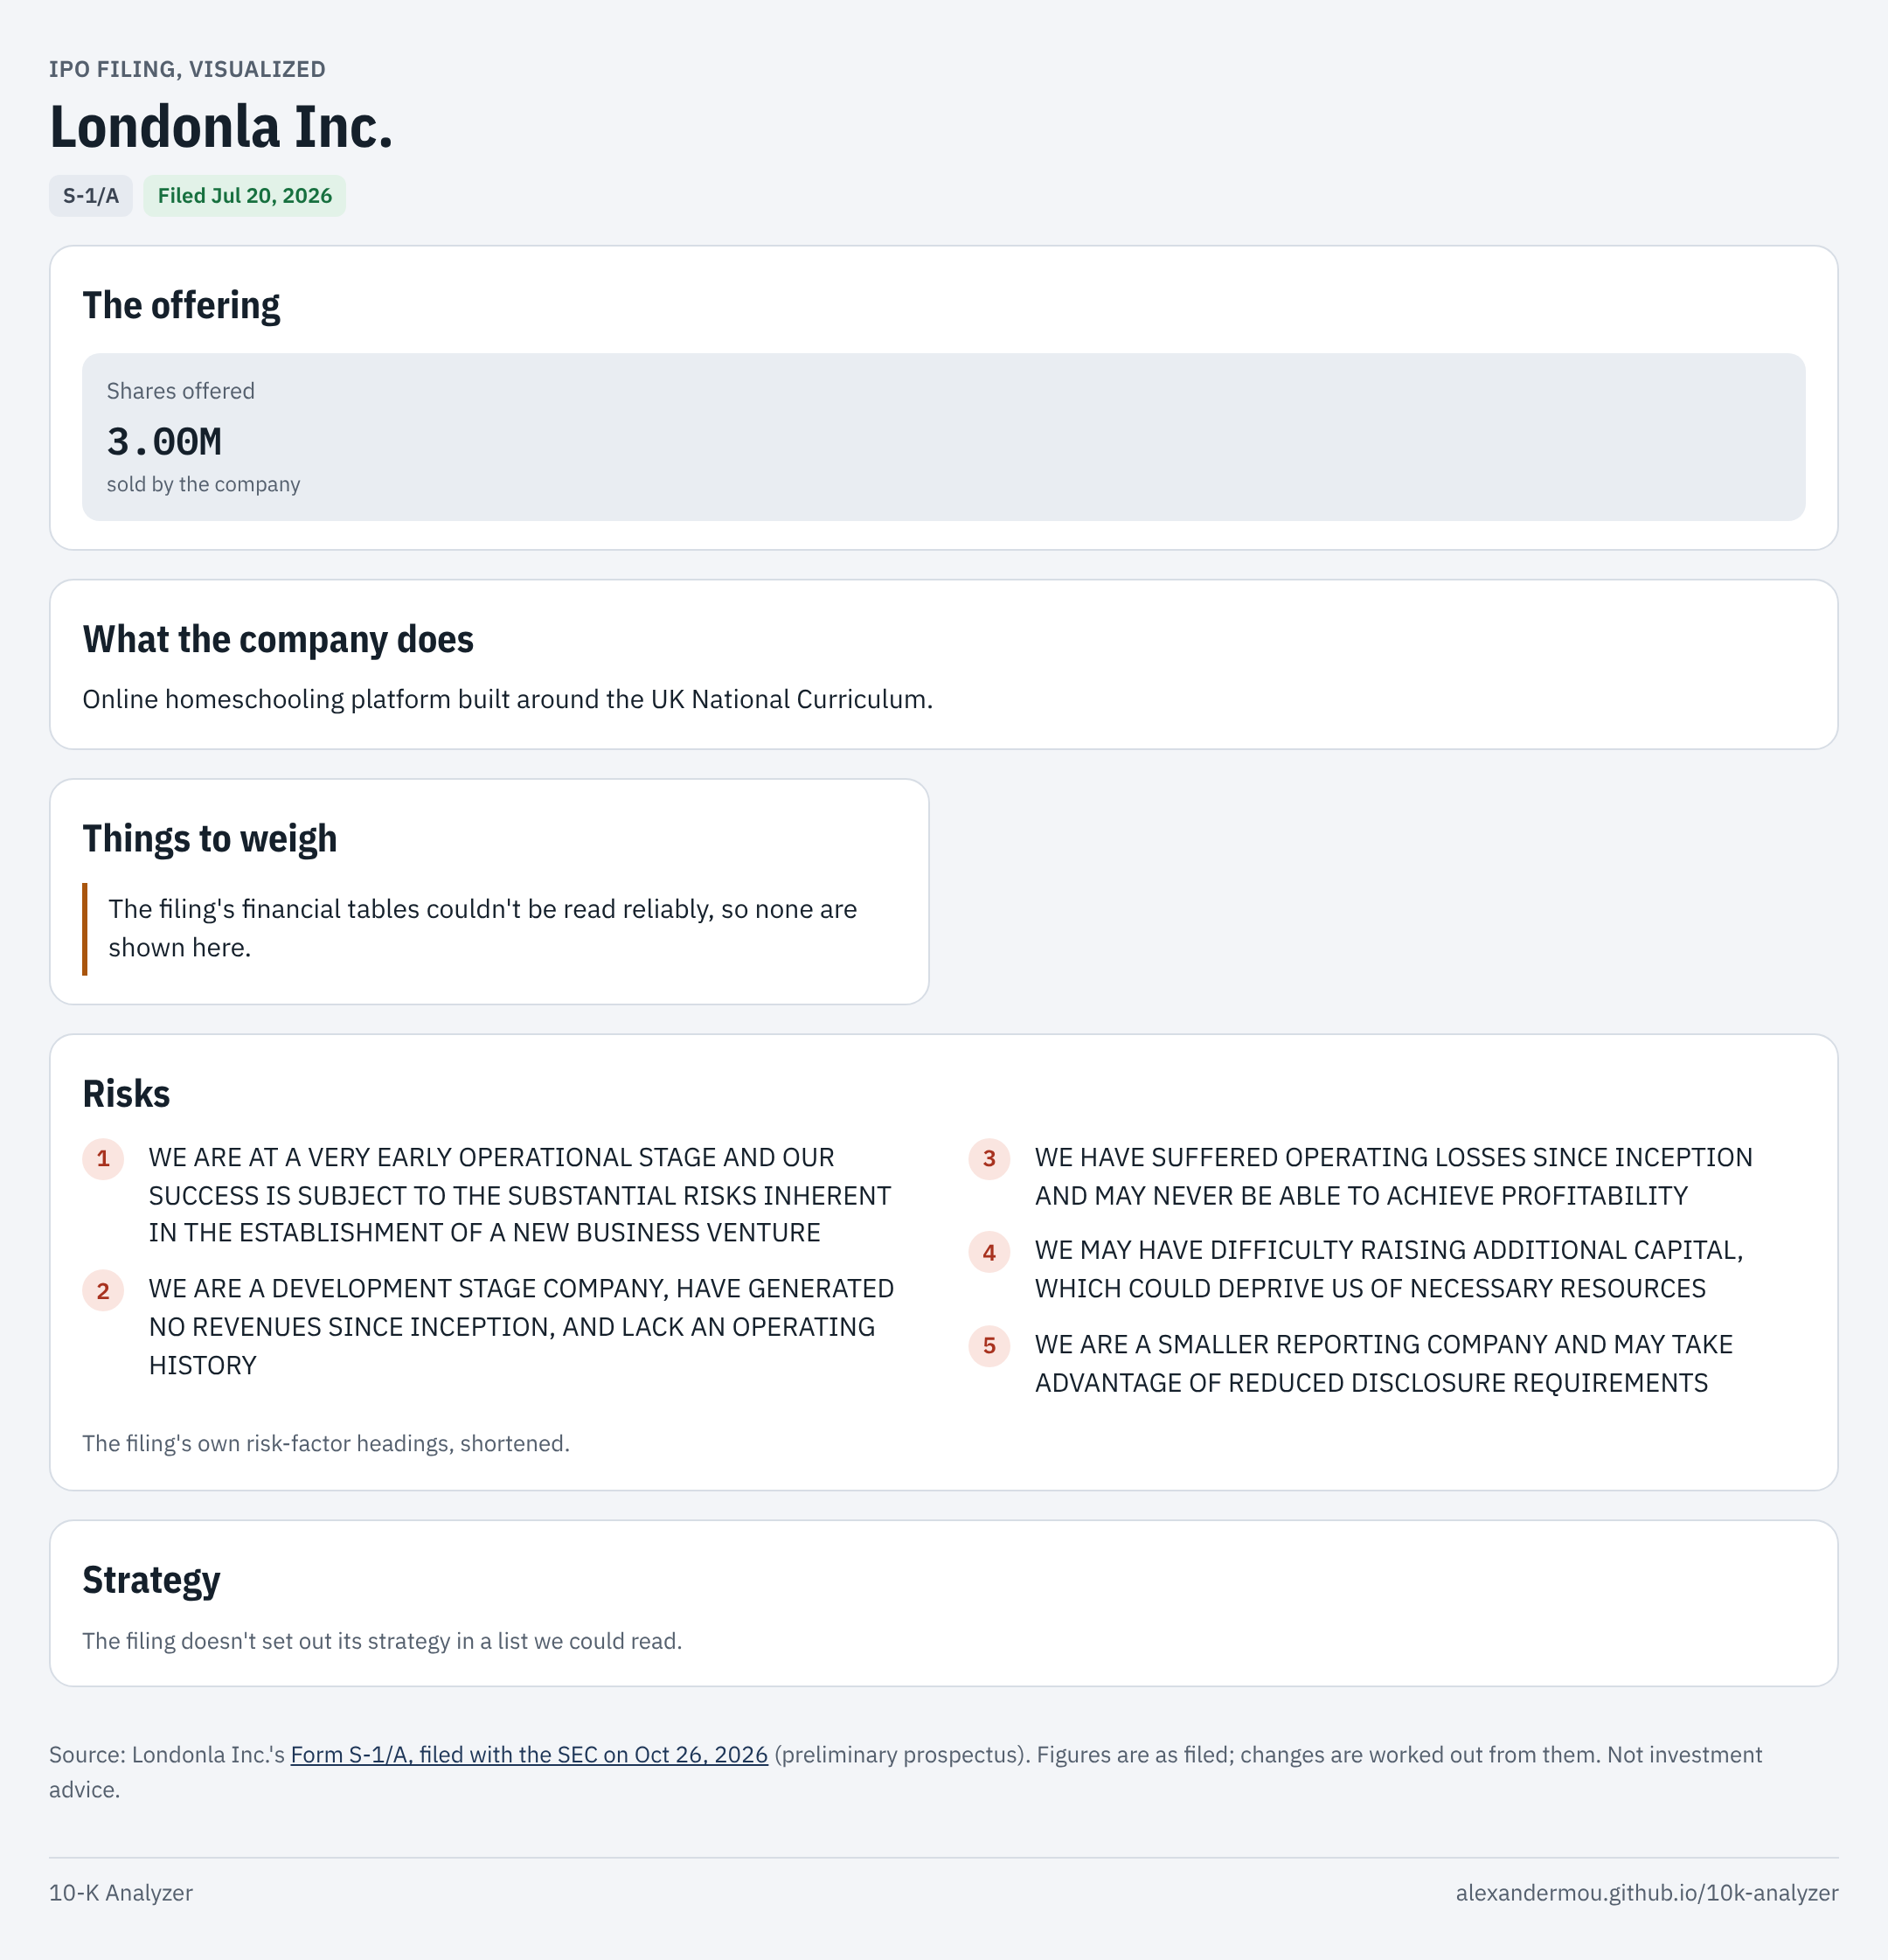 IPO FILING, VISUALIZED
Londonla Inc.
S-1/A
Filed Jul 20, 2026
The offering
Shares offered
3.00M
sold by the company
What the company does
Online homeschooling platform built around the UK National Curriculum.
Things to weigh
The filing's financial tables couldn't be read reliably, so none are
shown here.
Risks
1 WE ARE AT A VERY EARLY OPERATIONAL STAGE AND OUR
SUCCESS IS SUBJECT TO THE SUBSTANTIAL RISKS INHERENT
IN THE ESTABLISHMENT OF A NEW BUSINESS VENTURE
2 WE ARE A DEVELOPMENT STAGE COMPANY, HAVE GENERATED
NO REVENUES SINCE INCEPTION, AND LACK AN OPERATING
HISTORY
3 WE HAVE SUFFERED OPERATING LOSSES SINCE INCEPTION
AND MAY NEVER BE ABLE TO ACHIEVE PROFITABILITY
4 WE MAY HAVE DIFFICULTY RAISING ADDITIONAL CAPITAL,
WHICH COULD DEPRIVE US OF NECESSARY RESOURCES
5 WE ARE A SMALLER REPORTING COMPANY AND MAY TAKE
ADVANTAGE OF REDUCED DISCLOSURE REQUIREMENTS
The filing's own risk-factor headings, shortened.
Strategy
The filing doesn't set out its strategy in a list we could read.
Source: Londonla Inc.'s Form S-1/A, filed with the SEC on Oct 26, 2026 (preliminary prospectus). Figures are as filed; changes are worked out from them. Not investment
advice.
10-K Analyzer
alexandermou.github.io/10k-analyzer